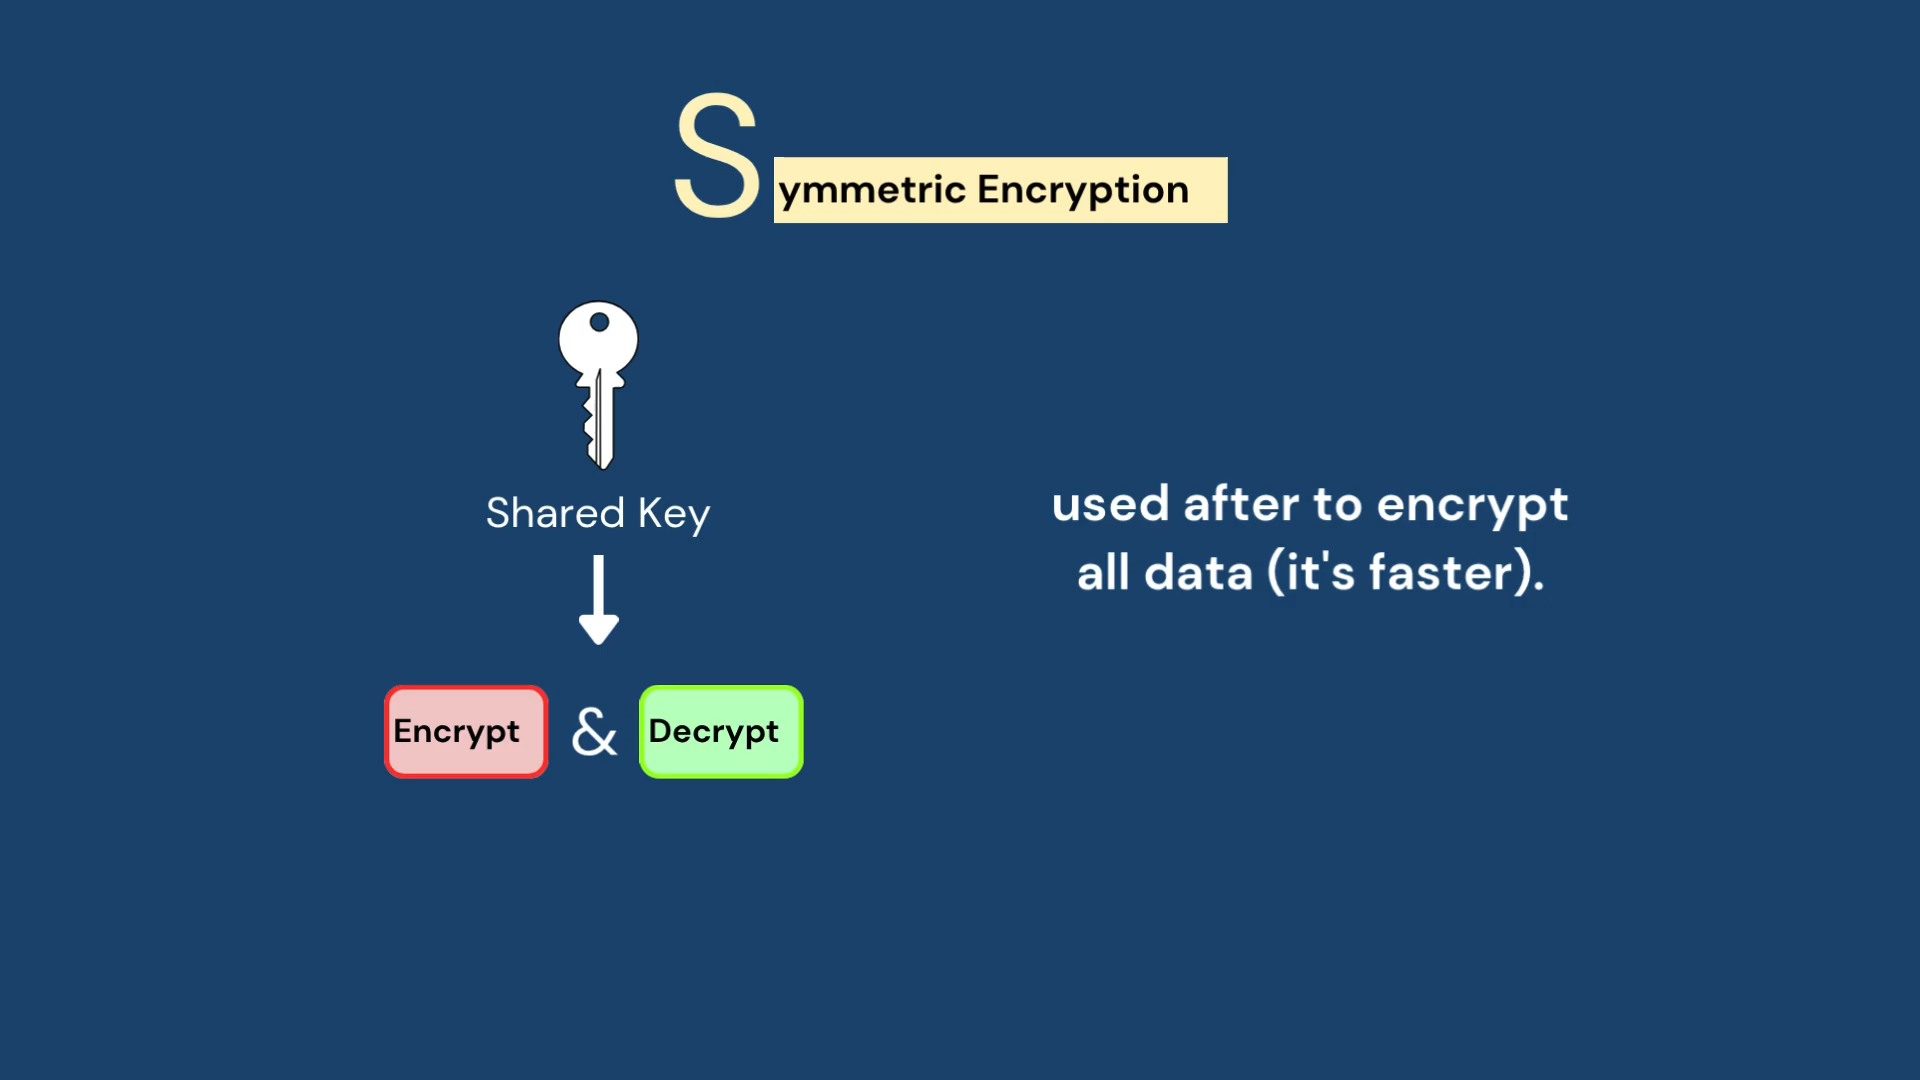 Symmetric Encryption
Shared Key
used after to encrypt
all data (it's faster).
Encrypt & Decrypt